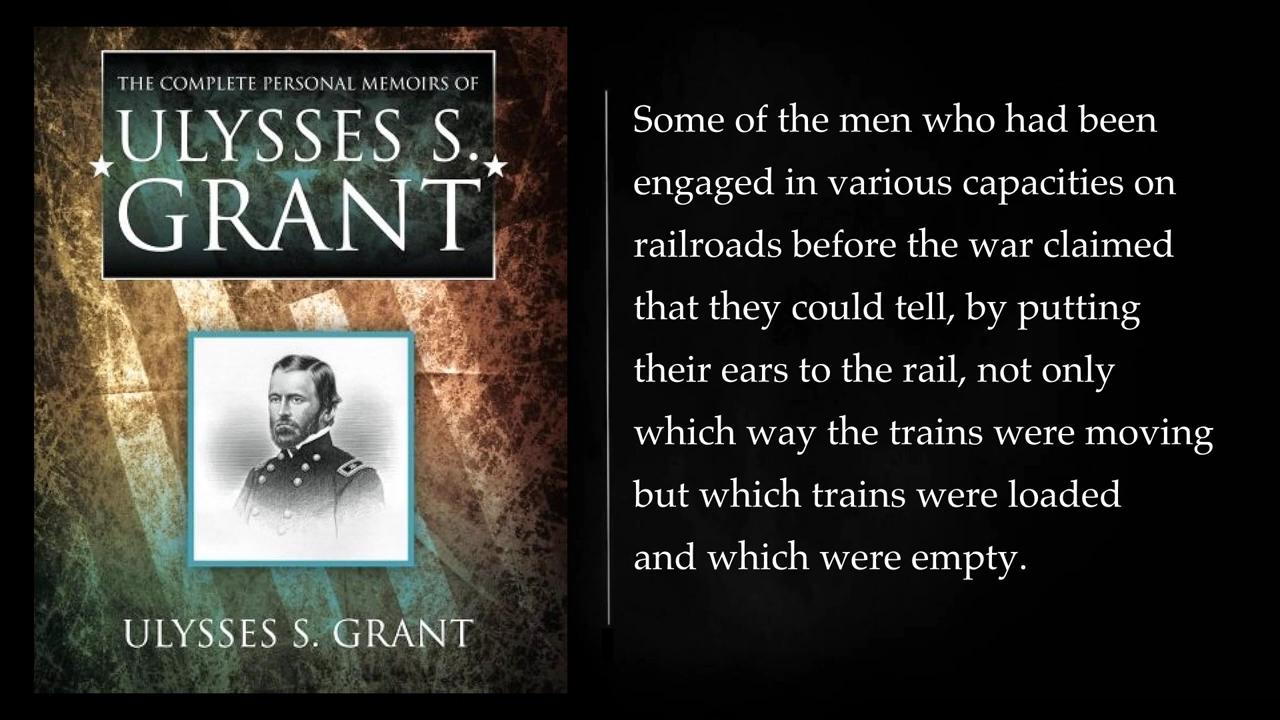 THE COMPLETE PERSONAL MEMOIRS OF
ULYSSES S.
GRANT
ULYSSES S. GRANT
Some of the men who had been
engaged in various capacities on
railroads before the war claimed
that they could tell, by putting
their ears to the rail, not only
which way the trains were moving
but which trains were loaded
and which were empty.